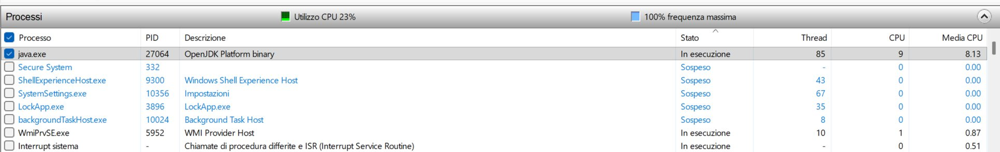 Processi Utilizzo CPU 23% 100% frequenza massima
Processo PID Descrizione Stato Thread CPU Media CPU
java.exe 27064 OpenJDK Platform binary In esecuzione 85 9 8.13
Secure System 332 Sospeso - 0 0.00
ShellExperienceHost.exe 9300 Windows Shell Experience Host Sospeso 43 0 0.00
SystemSettings.exe 10356 Impostazioni Sospeso 67 0 0.00
LockApp.exe 3896 LockApp.exe Sospeso 35 0 0.00
backgroundTaskHost.exe 10024 Background Task Host Sospeso 8 0 0.00
WmiPrvSE.exe 5952 WMI Provider Host In esecuzione 10 1 0.87
Interrupt sistema - Chiamate di procedura differite e ISR (Interrupt Service Routine) In esecuzione - 0 0.51